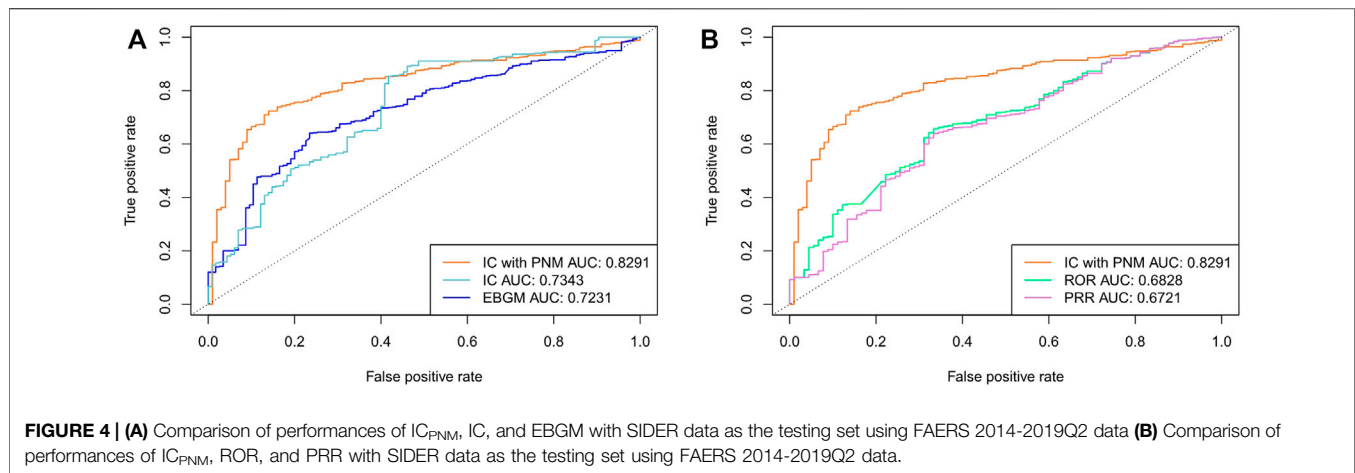 A
True positive rate
1.0
0.8
0.6
0.4
0.2
0.0
IC with PNM AUC: 0.8291
IC AUC: 0.7343
EBGM AUC: 0.7231
0.0 0.2 0.4 0.6 0.8 1.0
False positive rate
B
True positive rate
1.0
0.8
0.6
0.4
0.2
0.0
IC with PNM AUC: 0.8291
ROR AUC: 0.6828
PRR AUC: 0.6721
0.0 0.2 0.4 0.6 0.8 1.0
False positive rate
FIGURE 4 | (A) Comparison of performances of ICPNM, IC, and EBGM with SIDER data as the testing set using FAERS 2014-2019Q2 data (B) Comparison of
performances of ICPNM, ROR, and PRR with SIDER data as the testing set using FAERS 2014-2019Q2 data.